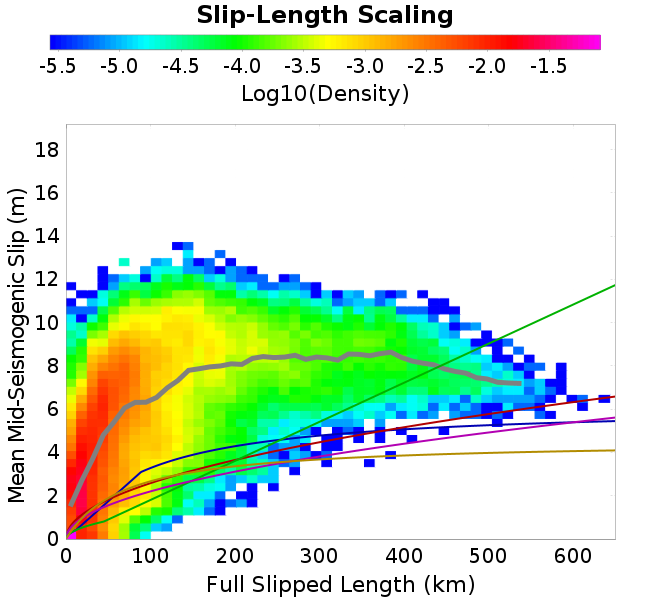 Slip-Length Scaling
-5.5 -5.0 -4.5 -4.0 -3.5 -3.0 -2.5 -2.0 -1.5
Log10(Density)
Mean Mid-Seismogenic Slip (m)
18
16
14
12
10
8
6
4
2
0
0 100 200 300 400 500 600
Full Slipped Length (km)